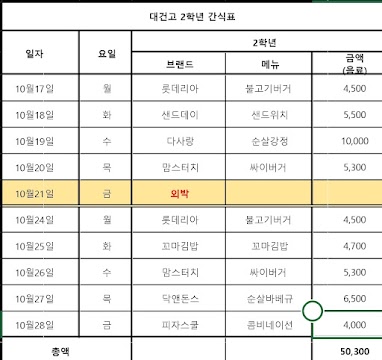 대건고 2학년 간식표
일자 요일 2학년 금액
브랜드 메뉴 (음료)
10월17일 월 롯데리아 불고기버거 4,500
10월18일 화 샌드데이 샌드위치 5,500
10월19일 수 다사랑 순살강정 10,000
10월20일 목 맘스터치 싸이버거 5,300
10월21일 금 외박
10월24일 월 롯데리아 불고기버거 4,500
10월25일 화 꼬마김밥 꼬마김밥 4,700
10월26일 수 맘스터치 싸이버거 5,300
10월27일 목 닥앤돈스 순살바베규 6,500
10월28일 금 피자스쿨 콤비네이션 4,000
총액 50,300